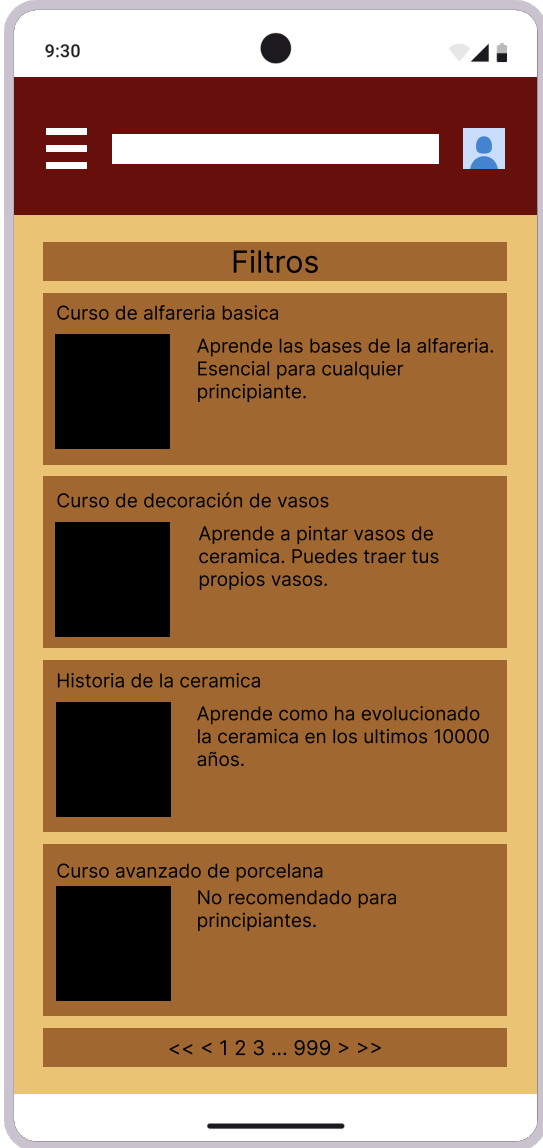 9:30
Filtros
Curso de alfareria basica
Aprende las bases de la alfareria.
Esencial para cualquier
principiante.
Curso de decoración de vasos
Aprende a pintar vasos de
ceramica. Puedes traer tus
propios vasos.
Historia de la ceramica
Aprende como ha evolucionado
la ceramica en los ultimos 10000
años.
Curso avanzado de porcelana
No recomendado para
principiantes.
<< < 1 2 3 ... 999 > >>